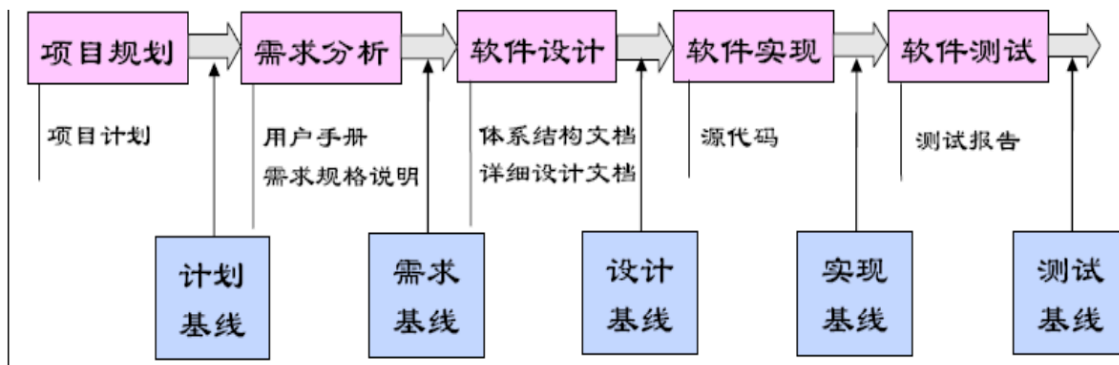 项目规划
需求分析
软件设计
软件实现
软件测试
项目计划
用户手册
需求规格说明
体系结构文档
详细设计文档
源代码
测试报告
计划
基线
需求
基线
设计
基线
实现
基线
测试
基线